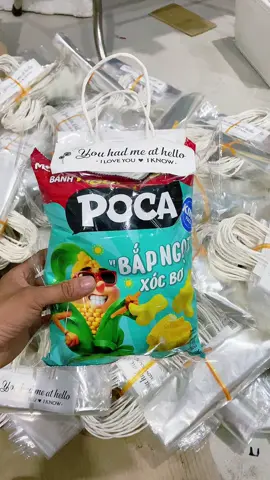 You had me at hello
· I LOVE YOU ♥ I KNOW ·
BÁNH
POCA
VỊ
BẮP NGỌT
XÓC BƠ
You had me at hello
· I LOVE YOU ♥ I KNOW ·